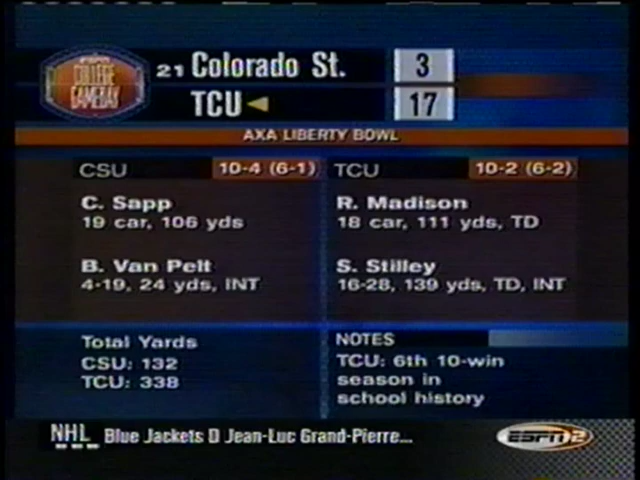 ESPN
COLLEGE
GAMEDAY
21 Colorado St. 3
TCU 17
AXA LIBERTY BOWL
CSU 10-4 (6-1) TCU 10-2 (6-2)
C. Sapp
19 car, 106 yds
R. Madison
18 car, 111 yds, TD
B. Van Pelt
4-19, 24 yds, INT
S. Stilley
16-28, 139 yds, TD, INT
Total Yards
CSU: 132
TCU: 338
NOTES
TCU: 6th 10-win
season in
school history
NHL Blue Jackets D Jean-Luc Grand-Pierre...
ESPN2